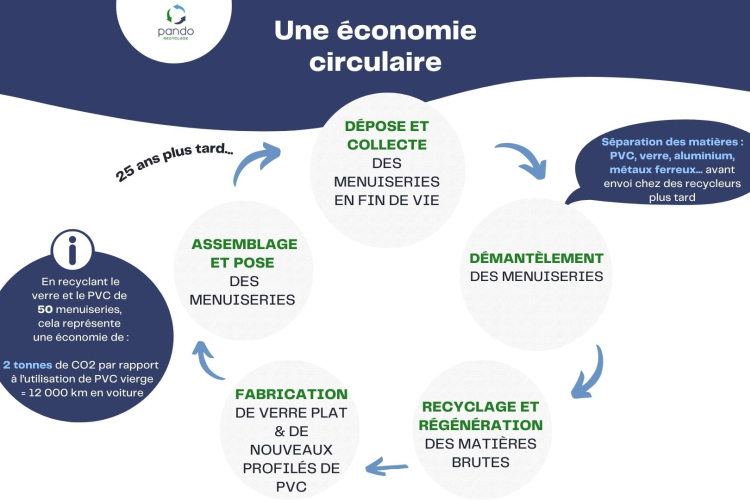 pando
RECYCLAGE
Une économie
circulaire
DÉPOSE ET
COLLECTE
DES
MENUISERIES
EN FIN DE VIE
25 ans plus tard...
Séparation des matières :
PVC, verre, aluminium,
métaux ferreux... avant
envoi chez des recycleurs
plus tard
ASSEMBLAGE
ET POSE
DES
MENUISERIES
DÉMANTÈLEMENT
DES MENUISERIES
i
En recyclant le
verre et le PVC de
50 menuiseries,
cela représente
une économie de :
2 tonnes de CO2 par rapport
à l'utilisation de PVC vierge
= 12 000 km en voiture
FABRICATION
DE VERRE PLAT
& DE
NOUVEAUX
PROFILÉS DE
PVC
RECYCLAGE ET
RÉGÉNÉRATION
DES MATIÈRES
BRUTES